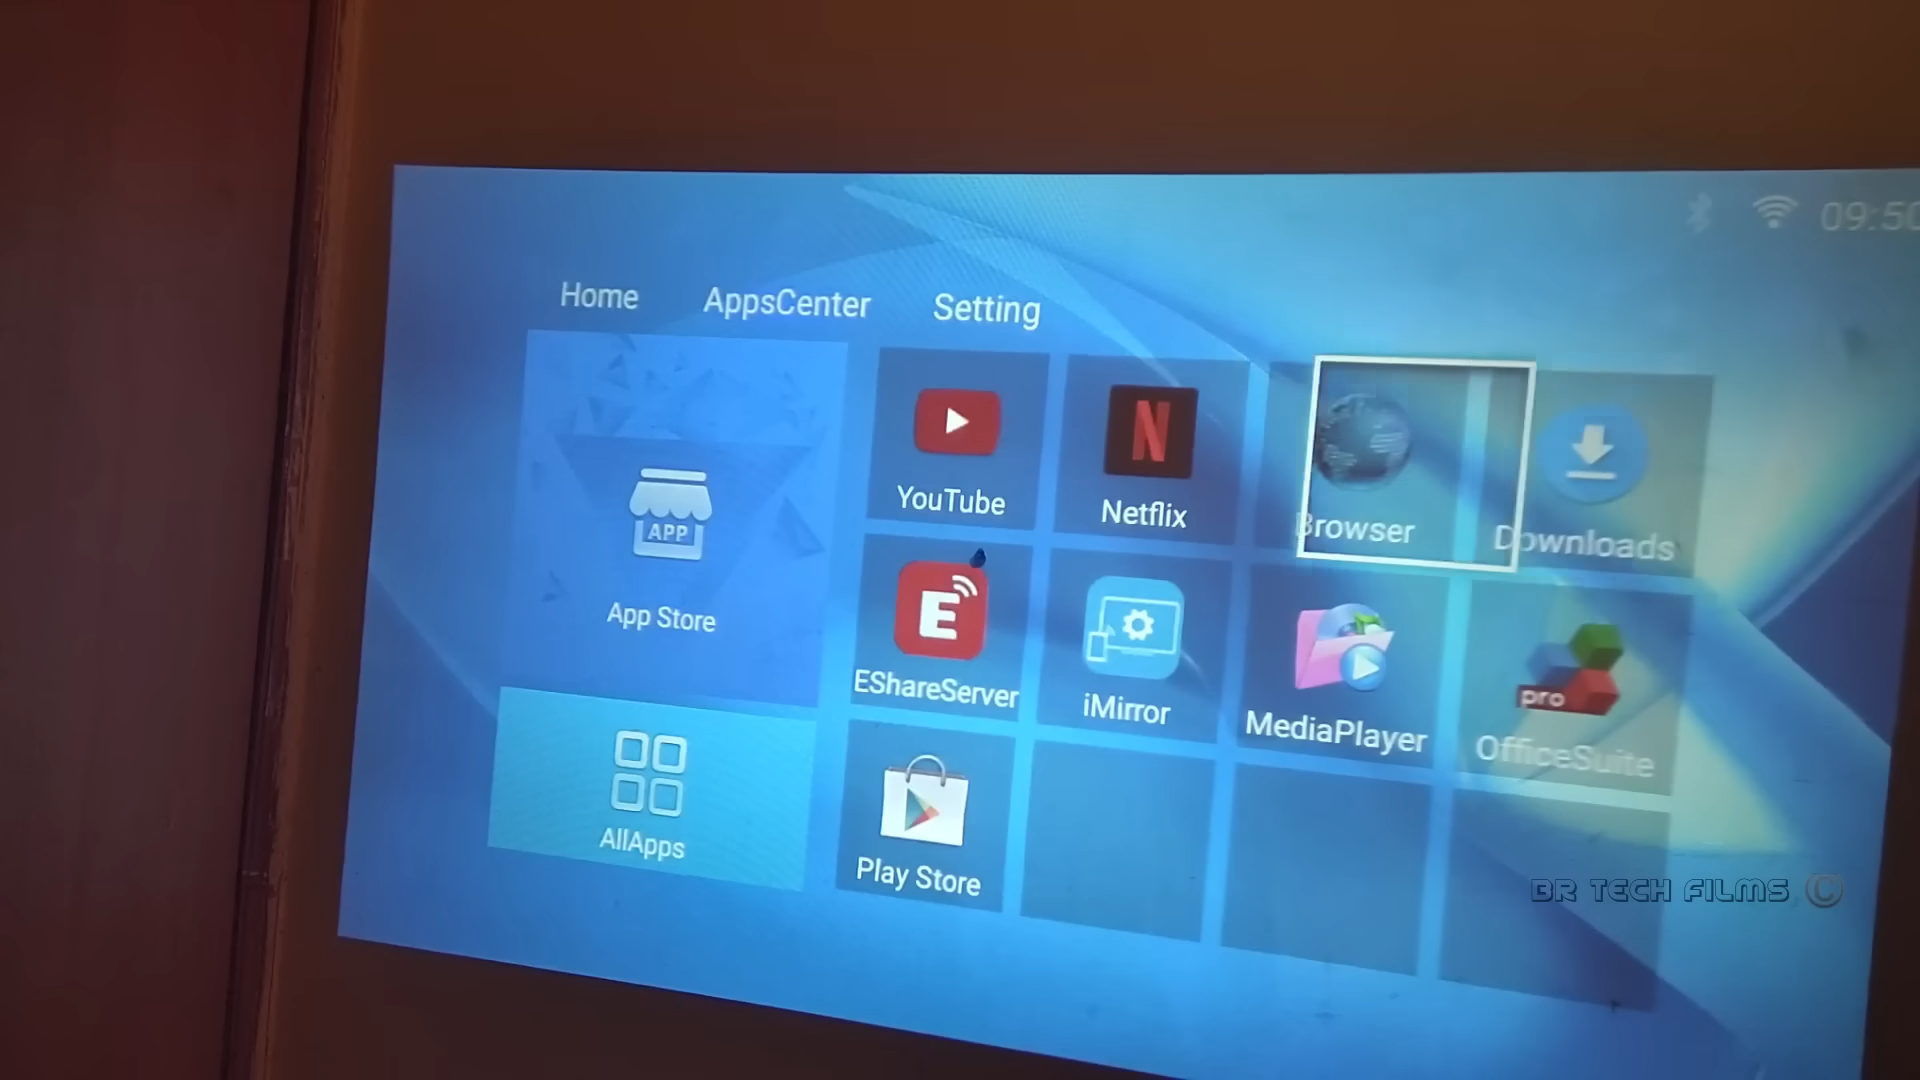 09:50
Home AppsCenter Setting
YouTube Netflix Browser Downloads
APP
App Store
E
EShareServer iMirror MediaPlayer OfficeSuite
pro
AllApps
Play Store
BR TECH FILMS ©